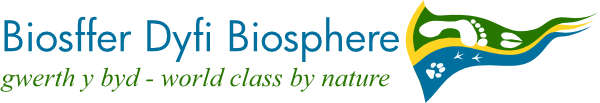 Biosffer Dyfi Biosphere
gwerth y byd - world class by nature